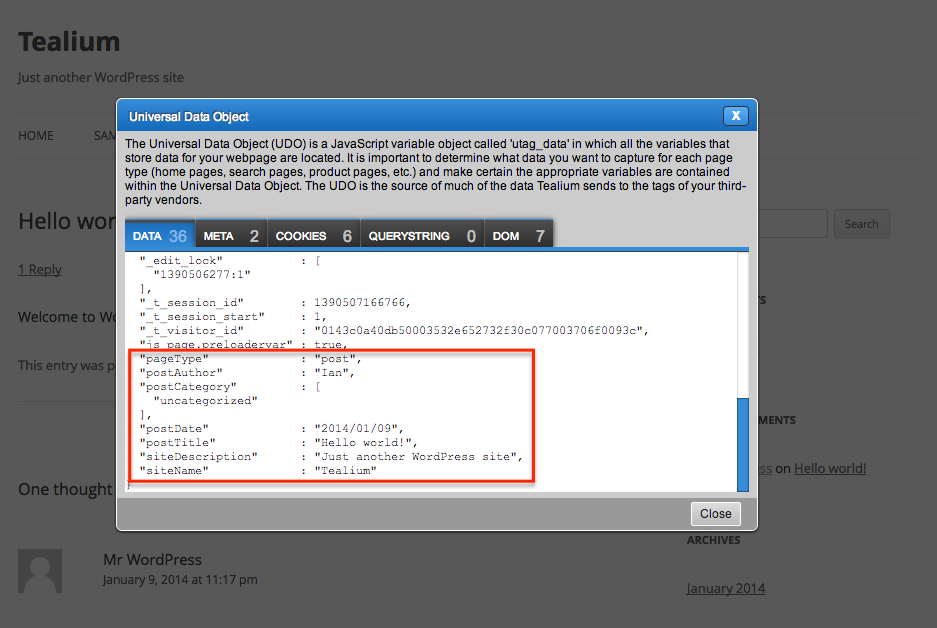 Tealium
Just another WordPress site
HOME
SAM
Universal Data Object
X
The Universal Data Object (UDO) is a JavaScript variable object called 'utag_data' in which all the variables that
store data for your webpage are located. It is important to determine what data you want to capture for each page
type (home pages, search pages, product pages, etc.) and make certain the appropriate variables are contained
within the Universal Data Object. The UDO is the source of much of the data Tealium sends to the tags of your third-
party vendors.
DATA 36 META 2 COOKIES 6 QUERYSTRING 0 DOM 7
"_edit_lock" : [
"1390506277:1"
],
"_t_session_id" : 1390507166766,
"_t_session_start" : 1,
"_t_visitor_id" : "0143c0a40db50003532e652732f30c077003706f0093c",
"js_page.preloadervar" : true,
"pageType" : "post",
"postAuthor" : "Ian",
"postCategory" : [
"uncategorized"
],
"postDate" : "2014/01/09",
"postTitle" : "Hello world!",
"siteDescription" : "Just another WordPress site",
"siteName" : "Tealium"
}
Close
Hello wor
1 Reply
Welcome to Wo
This entry was p
One thought
Mr WordPress
January 9, 2014 at 11:17 pm
Search
TS
MENTS
ss on Hello world!
ARCHIVES
January 2014